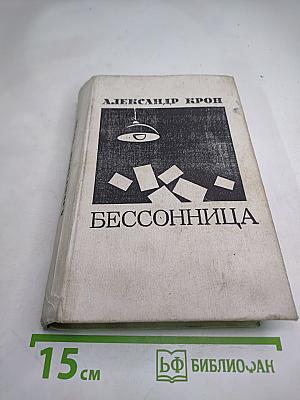 АЛЕКСАНДР КРОН
БЕССОННИЦА
15 см
БФ БИБЛИОФАН